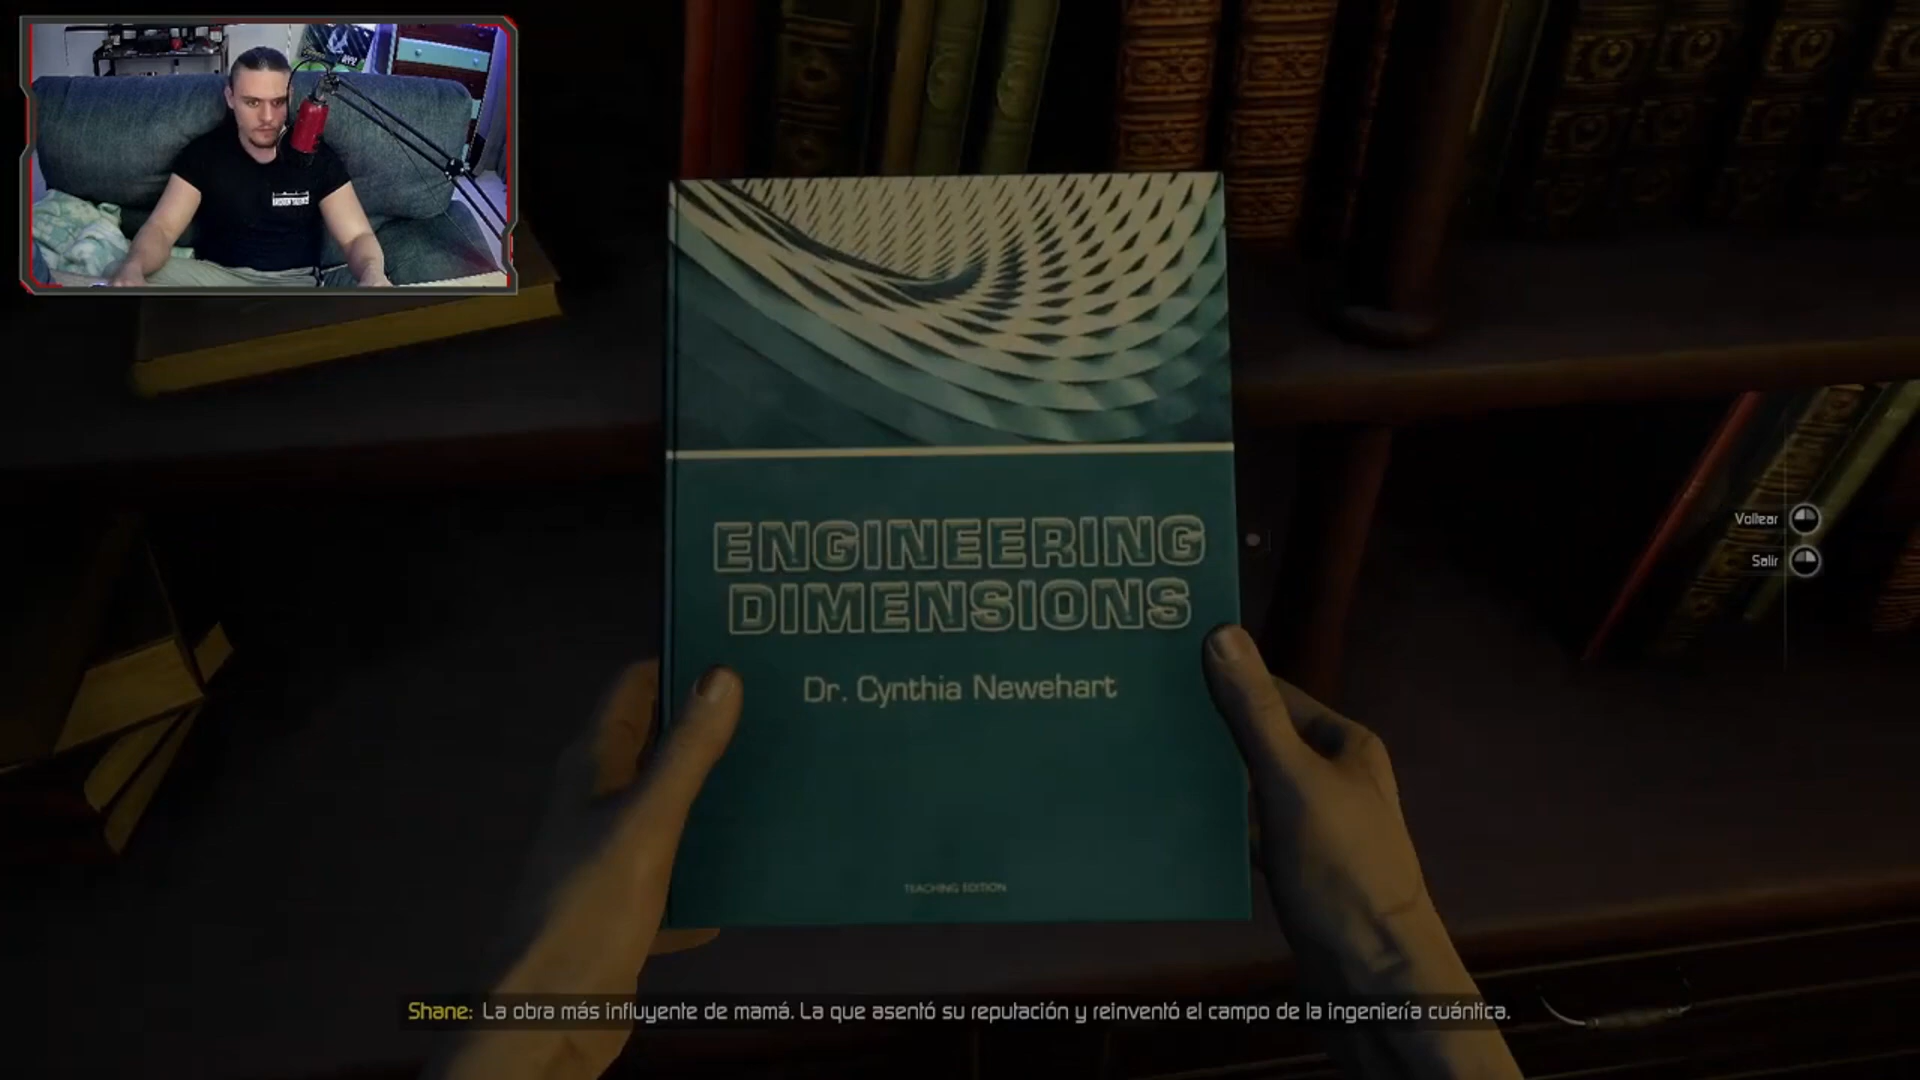 ENGINEERING
DIMENSIONS
Dr. Cynthia Newehart
TEACHING EDITION
Voltear
Salir
Shane: La obra más influyente de mamá. La que asentó su reputación y reinventó el campo de la ingeniería cuántica.